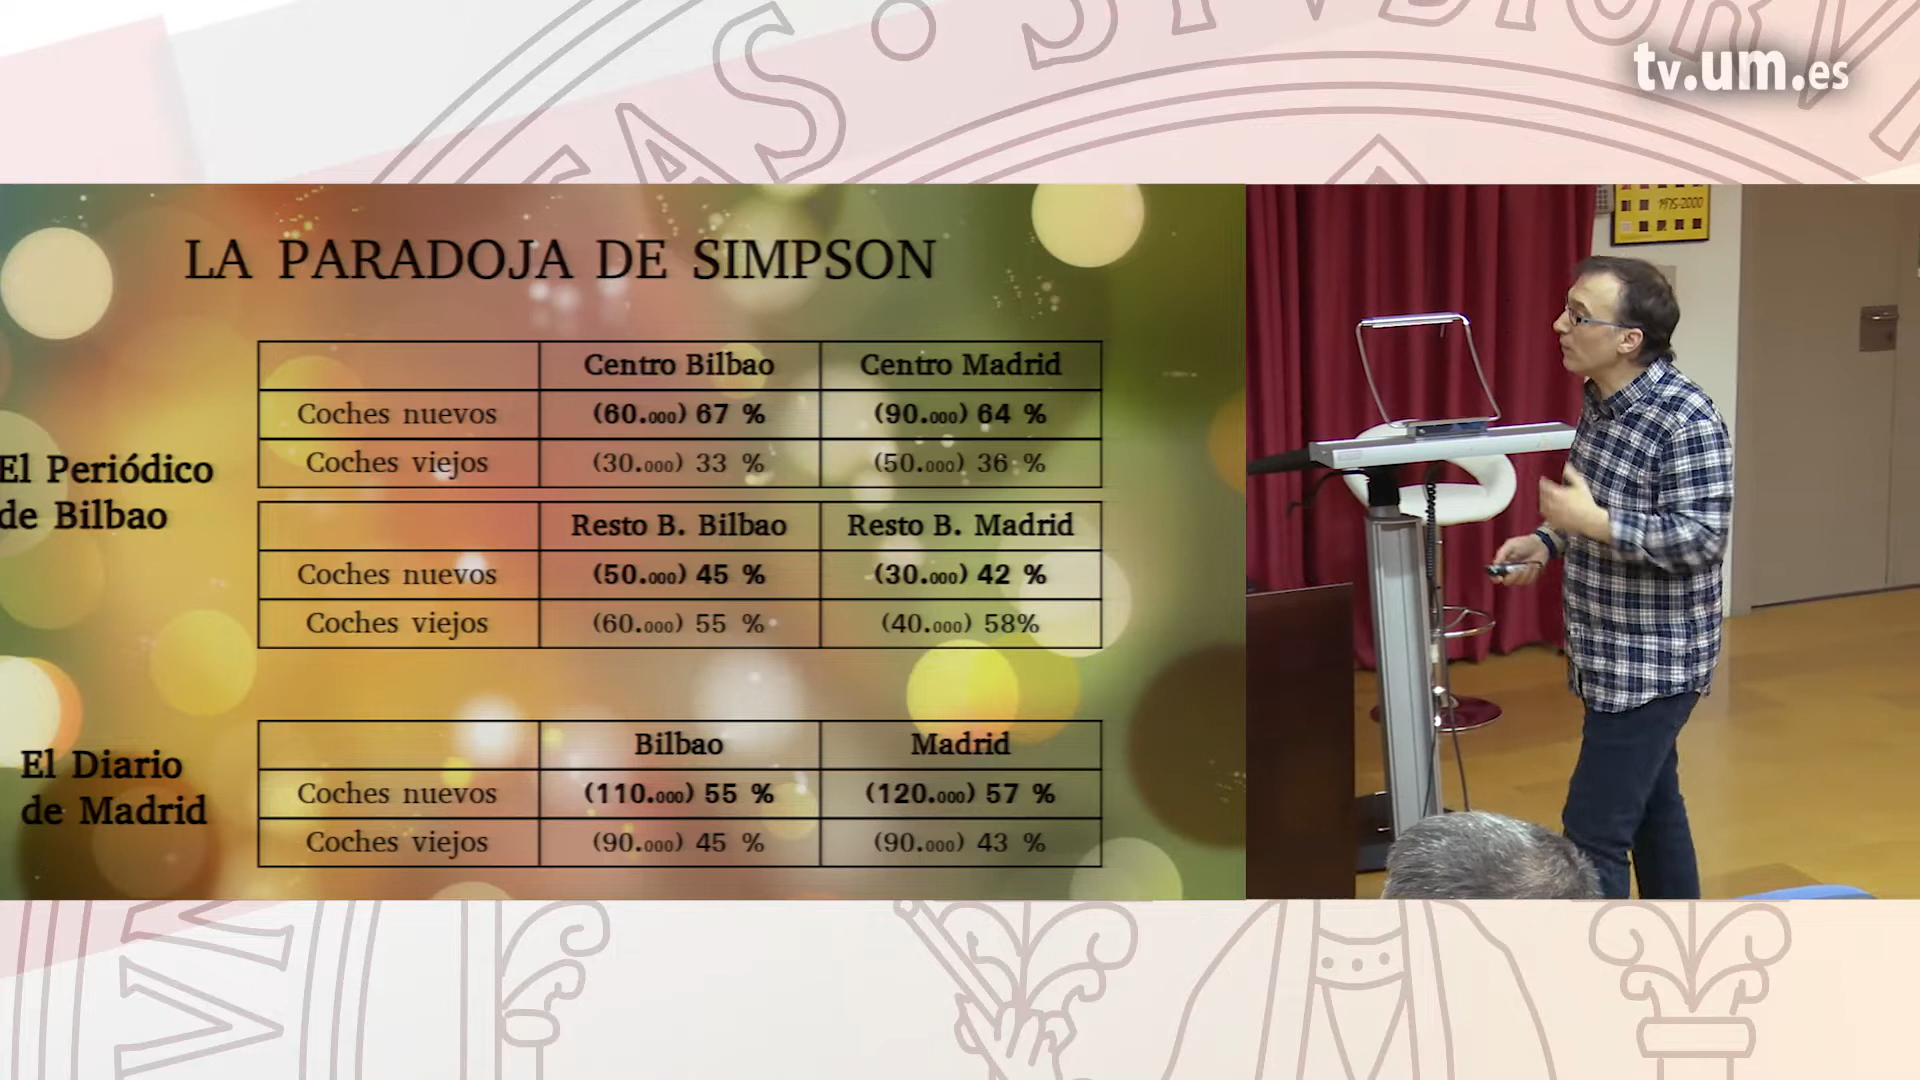 tv.um.es
LA PARADOJA DE SIMPSON
Centro Bilbao Centro Madrid
Coches nuevos (60.000) 67 % (90.000) 64 %
Coches viejos (30.000) 33 % (50.000) 36 %
El Periódico
de Bilbao
Resto B. Bilbao Resto B. Madrid
Coches nuevos (50.000) 45 % (30.000) 42 %
Coches viejos (60.000) 55 % (40.000) 58%
El Diario
de Madrid
Bilbao Madrid
Coches nuevos (110.000) 55 % (120.000) 57 %
Coches viejos (90.000) 45 % (90.000) 43 %
1975-2000